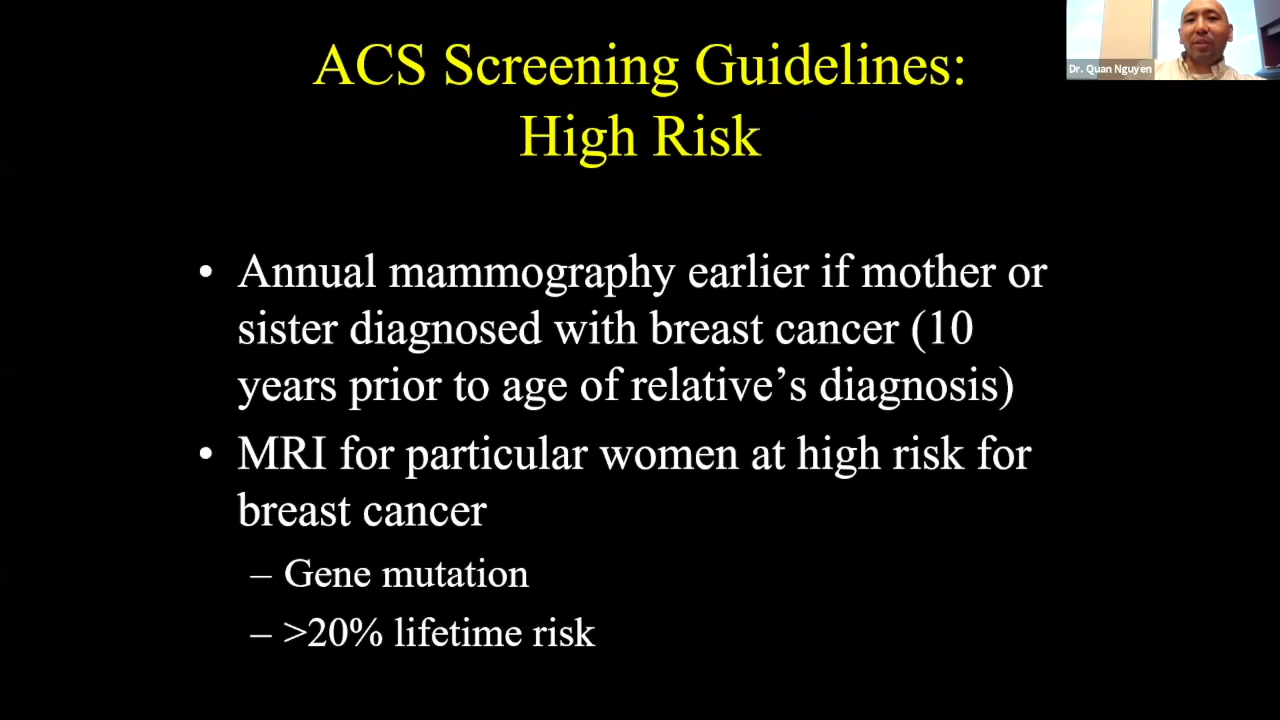 ACS Screening Guidelines:
High Risk
Dr. Quan Nguyen
• Annual mammography earlier if mother or
sister diagnosed with breast cancer (10
years prior to age of relative’s diagnosis)
• MRI for particular women at high risk for
breast cancer
– Gene mutation
– >20% lifetime risk